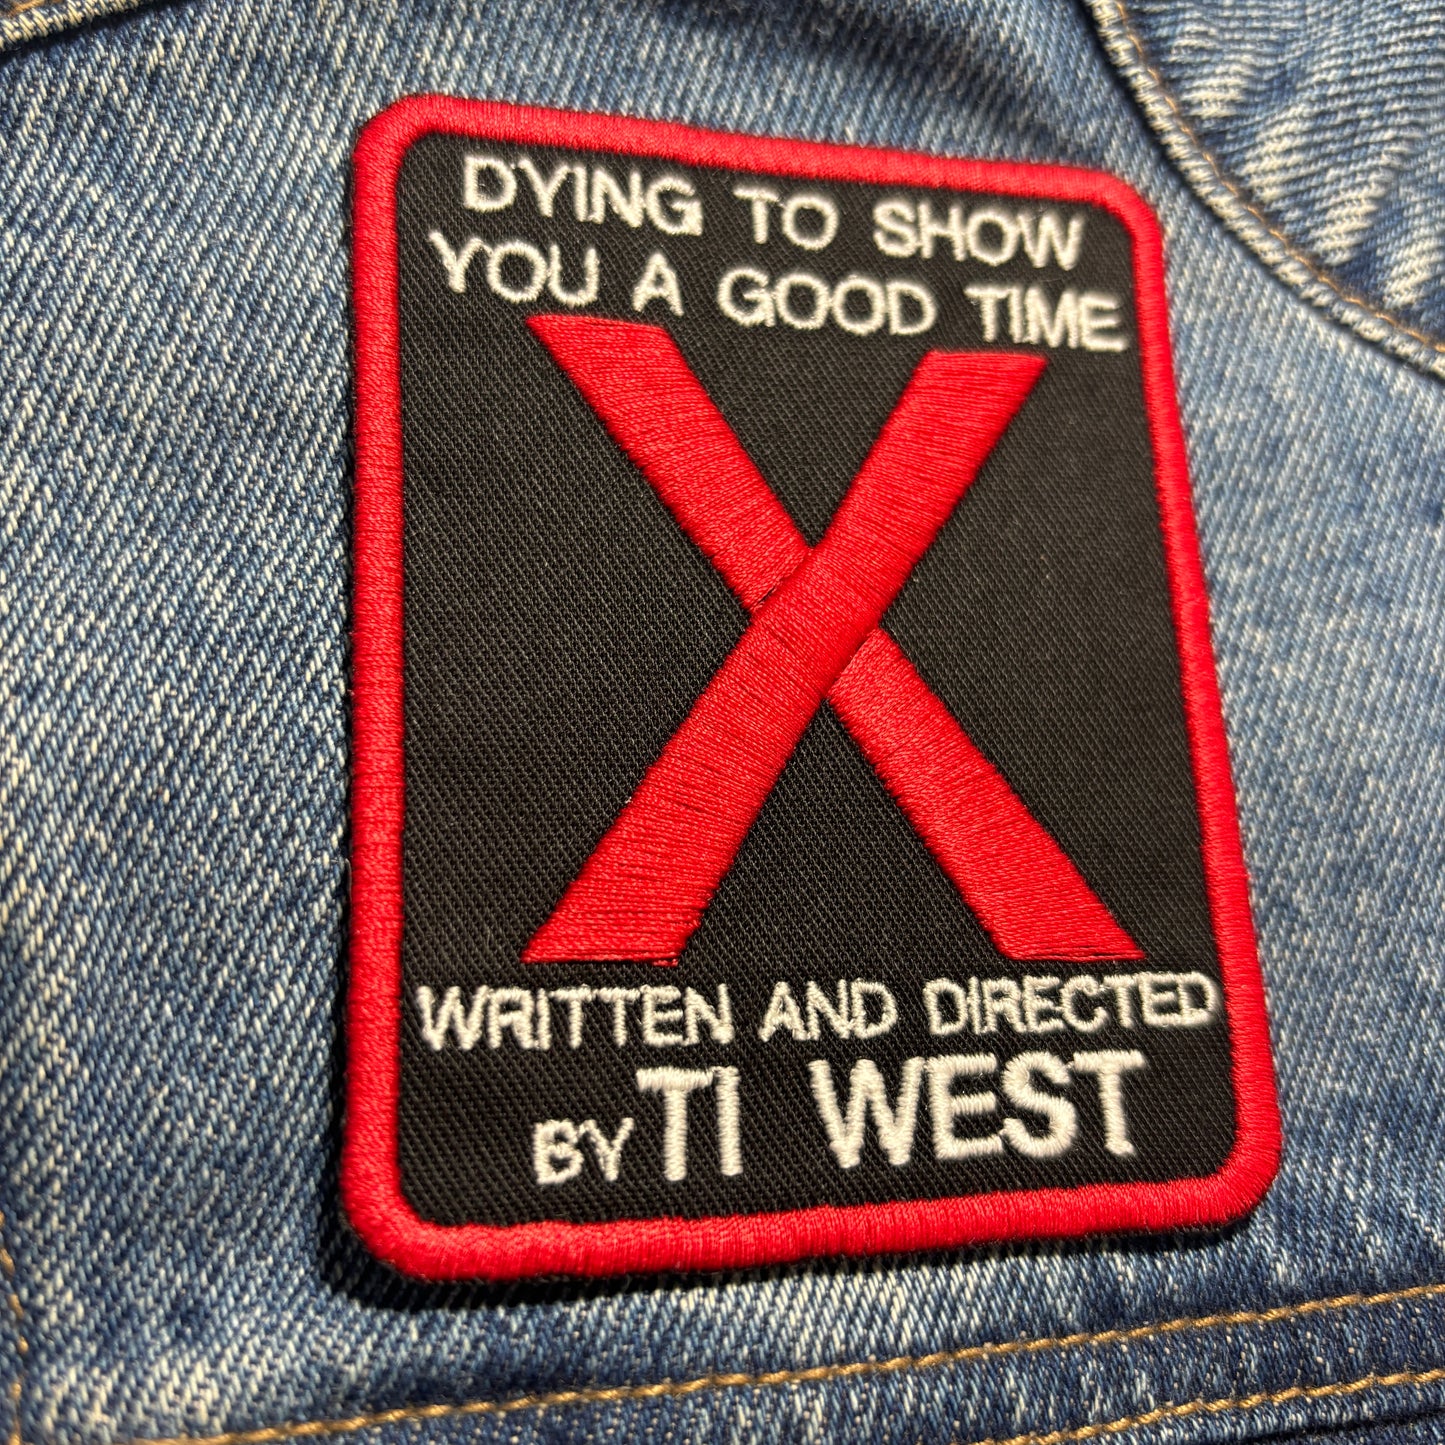 DYING TO SHOW
YOU A GOOD TIME
X
WRITTEN AND DIRECTED
BY TI WEST